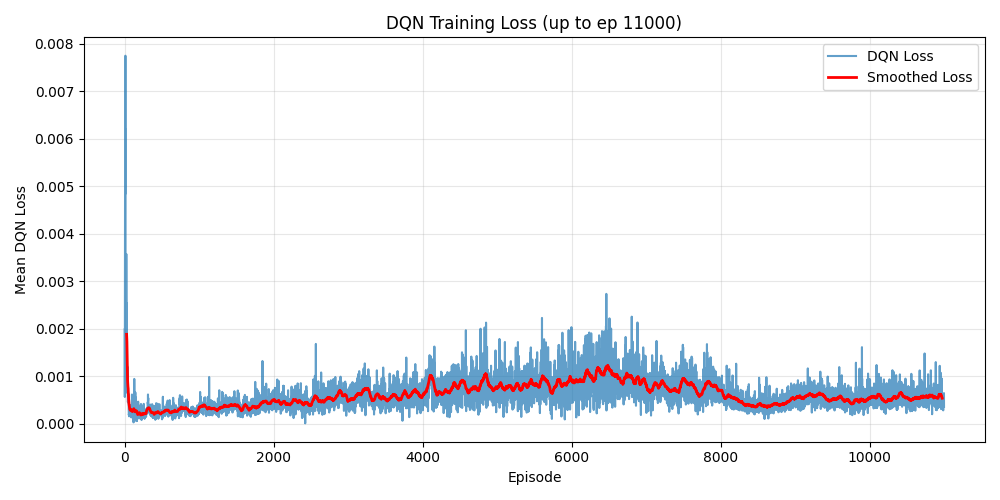 DQN Training Loss (up to ep 11000)
DQN Loss
Smoothed Loss
Mean DQN Loss
0.008
0.007
0.006
0.005
0.004
0.003
0.002
0.001
0.000
0 2000 4000 6000 8000 10000
Episode